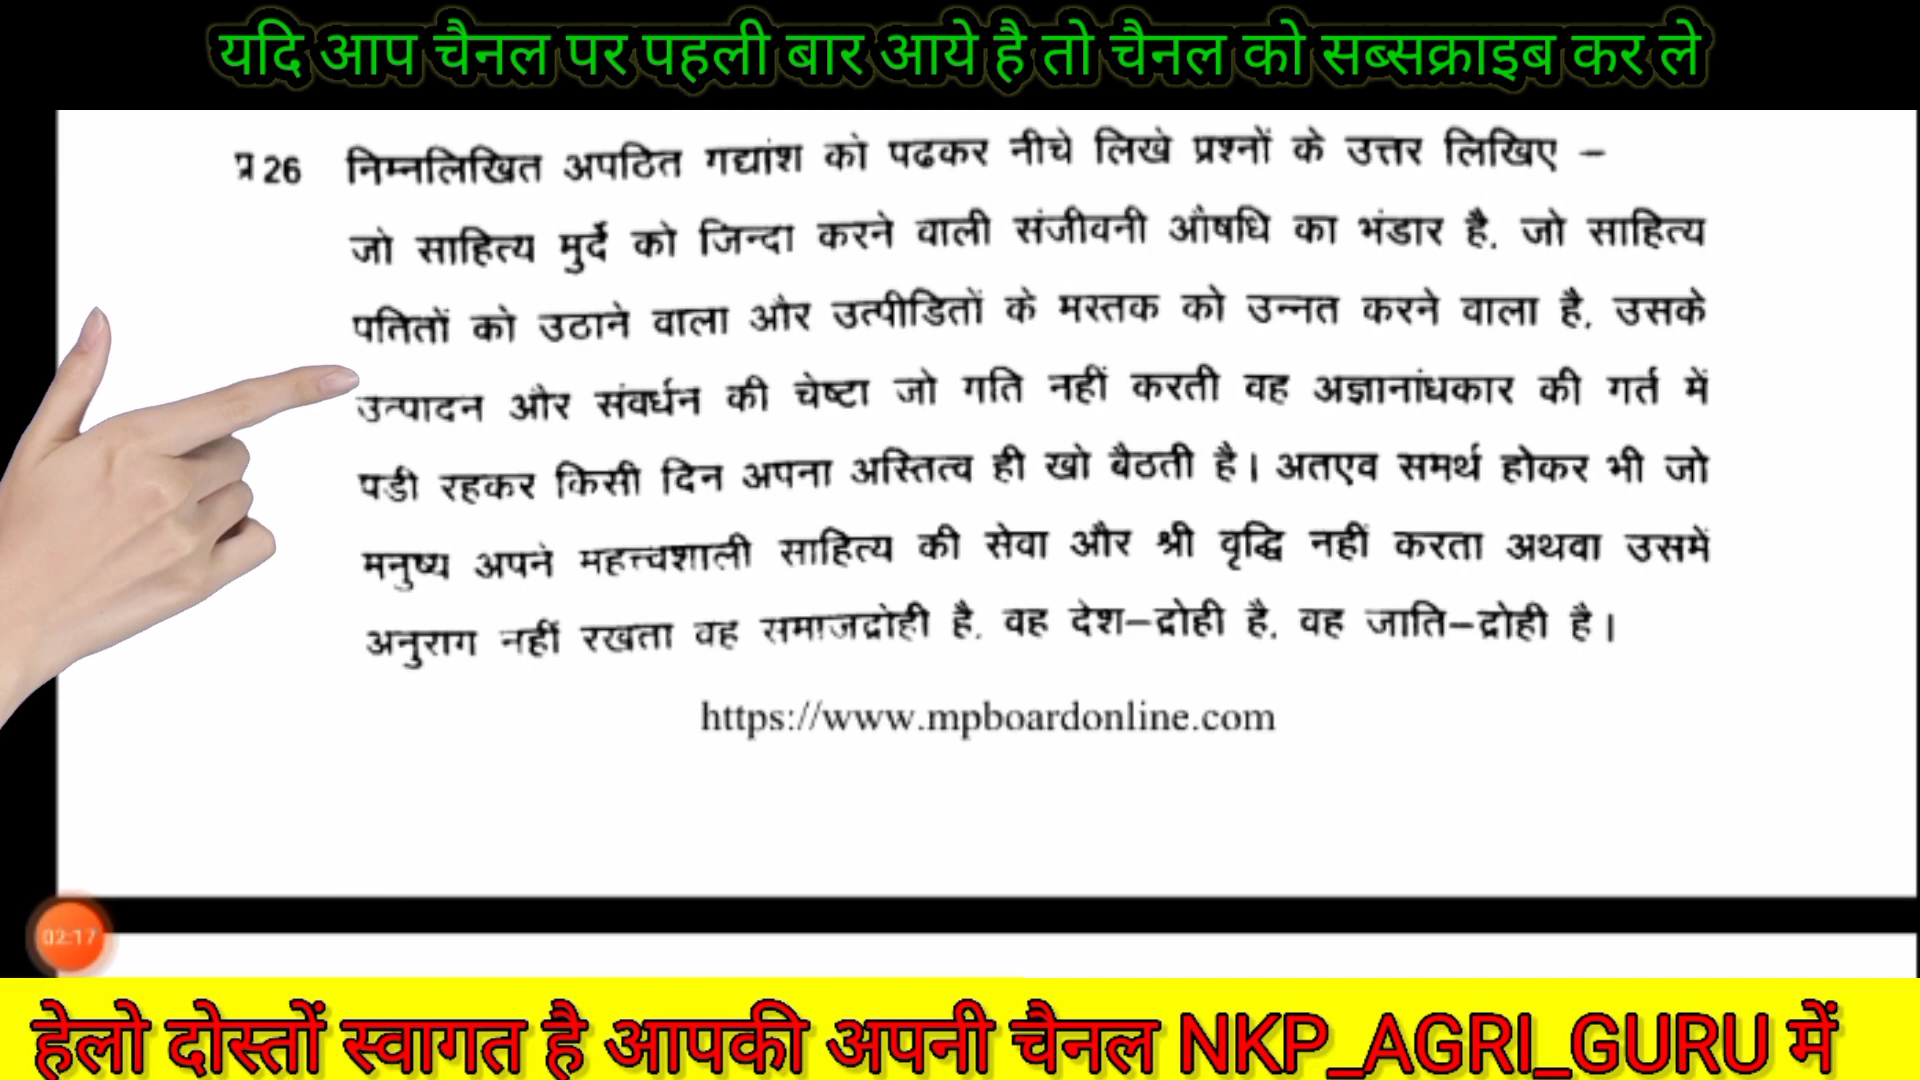 यदि आप चैनल पर पहली बार आये है तो चैनल को सब्सक्राइब कर ले
प्र 26 निम्नलिखित अपठित गद्यांश को पढकर नीचे लिखे प्रश्नों के उत्तर लिखिए –
जो साहित्य मुर्दे को जिन्दा करने वाली संजीवनी औषधि का भंडार है, जो साहित्य
पतितों को उठाने वाला और उत्पीडितों के मस्तक को उन्नत करने वाला है, उसके
उत्पादन और संवर्धन की चेष्टा जो गति नहीं करती वह अज्ञानांधकार की गर्त में
पडी रहकर किसी दिन अपना अस्तित्व ही खो बैठती है। अतएव समर्थ होकर भी जो
मनुष्य अपने महत्त्वशाली साहित्य की सेवा और श्री वृद्धि नहीं करता अथवा उसमें
अनुराग नहीं रखता वह समाजद्रोही है, वह देश–द्रोही है, वह जाति–द्रोही है।
https://www.mpboardonline.com
02:17
हेलो दोस्तों स्वागत है आपकी अपनी चैनल NKP_AGRI_GURU में